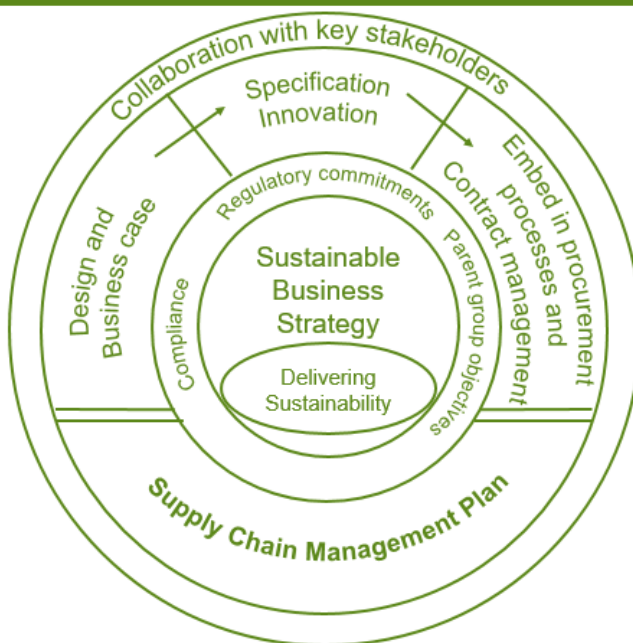 Collaboration with key stakeholders
Specification
Innovation
Design and
Business case
Embed in procurement
processes and
Contract management
Regulatory commitments
Compliance
Parent group objectives
Sustainable
Business
Strategy
Delivering
Sustainability
Supply Chain Management Plan